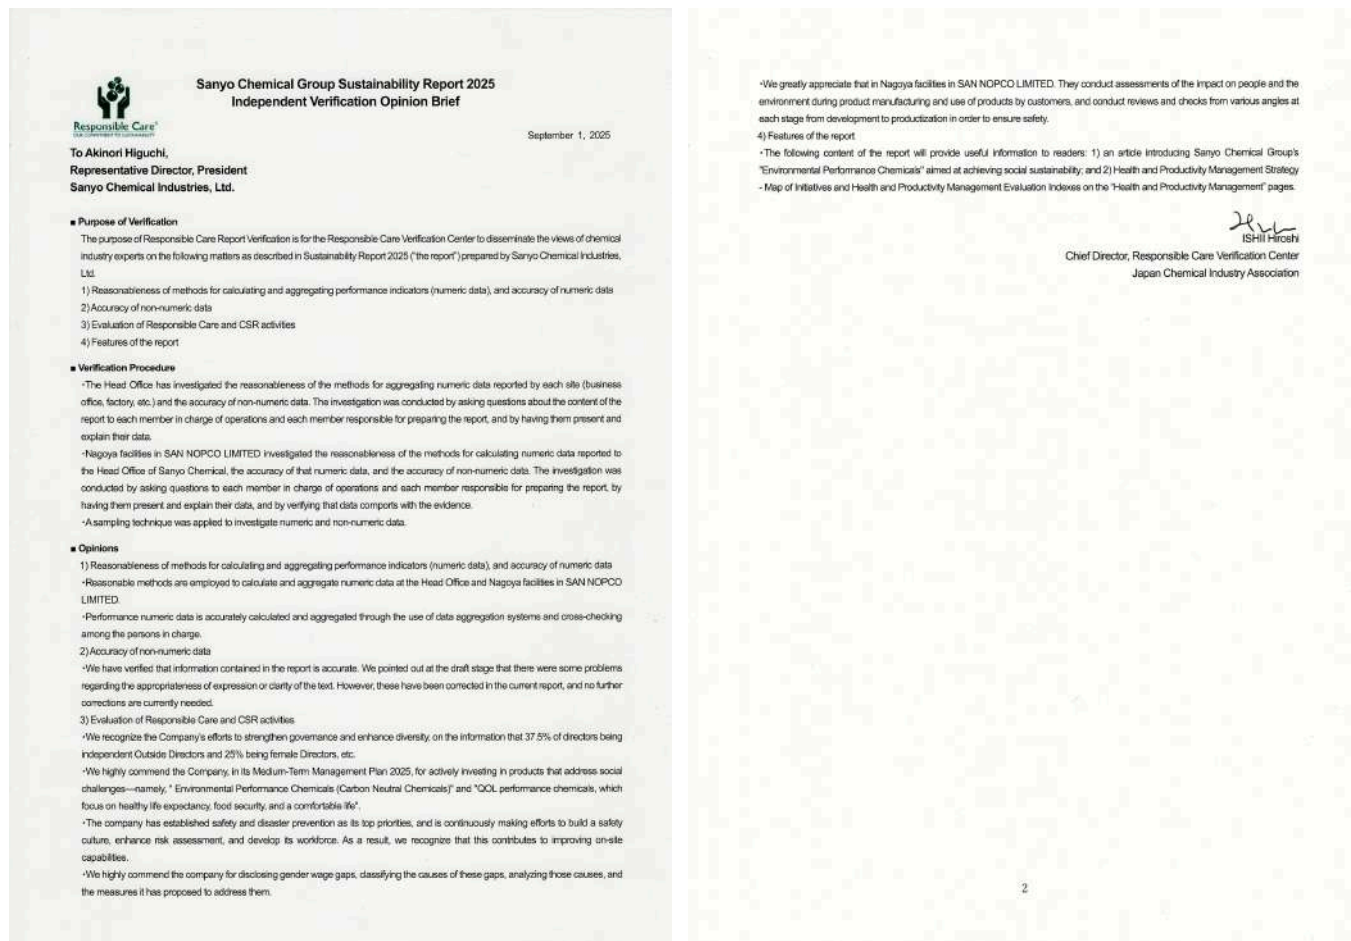 Responsible Care®
OUR COMMITMENT TO SUSTAINABILITY
Sanyo Chemical Group Sustainability Report 2025
Independent Verification Opinion Brief
September 1, 2025
To Akinori Higuchi,
Representative Director, President
Sanyo Chemical Industries, Ltd.
■ Purpose of Verification
The purpose of Responsible Care Report Verification is for the Responsible Care Verification Center to disseminate the views of chemical
industry experts on the following matters as described in Sustainability Report 2025 ("the report") prepared by Sanyo Chemical Industries,
Ltd.
1) Reasonableness of methods for calculating and aggregating performance indicators (numeric data), and accuracy of numeric data
2) Accuracy of non-numeric data
3) Evaluation of Responsible Care and CSR activities
4) Features of the report
■ Verification Procedure
・The Head Office has investigated the reasonableness of the methods for aggregating numeric data reported by each site (business
office, factory, etc.) and the accuracy of non-numeric data. The investigation was conducted by asking questions about the content of the
report to each member in charge of operations and each member responsible for preparing the report, and by having them present and
explain their data.
・Nagoya facilities in SAN NOPCO LIMITED investigated the reasonableness of the methods for calculating numeric data reported to
the Head Office of Sanyo Chemical, the accuracy of that numeric data, and the accuracy of non-numeric data. The investigation was
conducted by asking questions to each member in charge of operations and each member responsible for preparing the report, by
having them present and explain their data, and by verifying that data comports with the evidence.
・A sampling technique was applied to investigate numeric and non-numeric data.
■ Opinions
1) Reasonableness of methods for calculating and aggregating performance indicators (numeric data), and accuracy of numeric data
・Reasonable methods are employed to calculate and aggregate numeric data at the Head Office and Nagoya facilities in SAN NOPCO
LIMITED.
・Performance numeric data is accurately calculated and aggregated through the use of data aggregation systems and cross-checking
among the persons in charge.
2) Accuracy of non-numeric data
・We have verified that information contained in the report is accurate. We pointed out at the draft stage that there were some problems
regarding the appropriateness of expression or clarity of the text. However, these have been corrected in the current report, and no further
corrections are currently needed.
3) Evaluation of Responsible Care and CSR activities
・We recognize the Company's efforts to strengthen governance and enhance diversity, on the information that 37.5% of directors being
independent Outside Directors and 25% being female Directors, etc.
・We highly commend the Company, in its Medium-Term Management Plan 2025, for actively investing in products that address social
challenges—namely, " Environmental Performance Chemicals (Carbon Neutral Chemicals)" and "QOL performance chemicals, which
focus on healthy life expectancy, food security, and a comfortable life".
・The company has established safety and disaster prevention as its top priorities, and is continuously making efforts to build a safety
culture, enhance risk assessment, and develop its workforce. As a result, we recognize that this contributes to improving on-site
capabilities.
・We highly commend the company for disclosing gender wage gaps, classifying the causes of these gaps, analyzing those causes, and
the measures it has proposed to address them.
・We greatly appreciate that in Nagoya facilities in SAN NOPCO LIMITED. They conduct assessments of the impact on people and the
environment during product manufacturing and use of products by customers, and conduct reviews and checks from various angles at
each stage from development to productization in order to ensure safety.
4) Features of the report
・The following content of the report will provide useful information to readers: 1) an article introducing Sanyo Chemical Group's
"Environmental Performance Chemicals" aimed at achieving social sustainability; and 2) Health and Productivity Management Strategy
- Map of Initiatives and Health and Productivity Management Evaluation Indexes on the "Health and Productivity Management" pages.
ISHII Hiroshi
Chief Director, Responsible Care Verification Center
Japan Chemical Industry Association
2